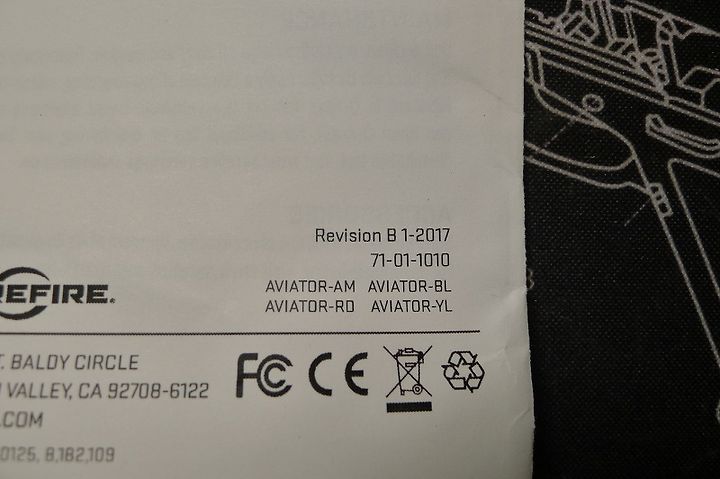 Revision B 1-2017
71-01-1010
AVIATOR-AM AVIATOR-BL
AVIATOR-RD AVIATOR-YL
REFIRE.
T. BALDY CIRCLE
VALLEY, CA 92708-6122
.COM
0125, 8,182,109
FC CE